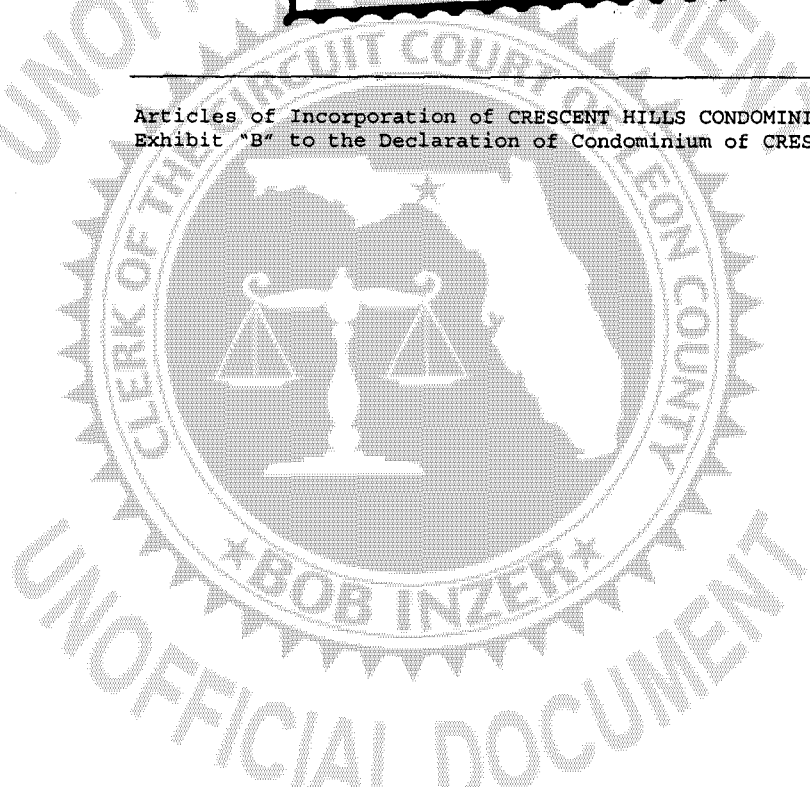 UNOFFICIAL DOCUMENT
CLERK OF THE CIRCUIT COURT OF LEON COUNTY
Articles of Incorporation of CRESCENT HILLS CONDOMINI
Exhibit "B" to the Declaration of Condominium of CRES
BOB INZER
UNOFFICIAL DOCUMENT